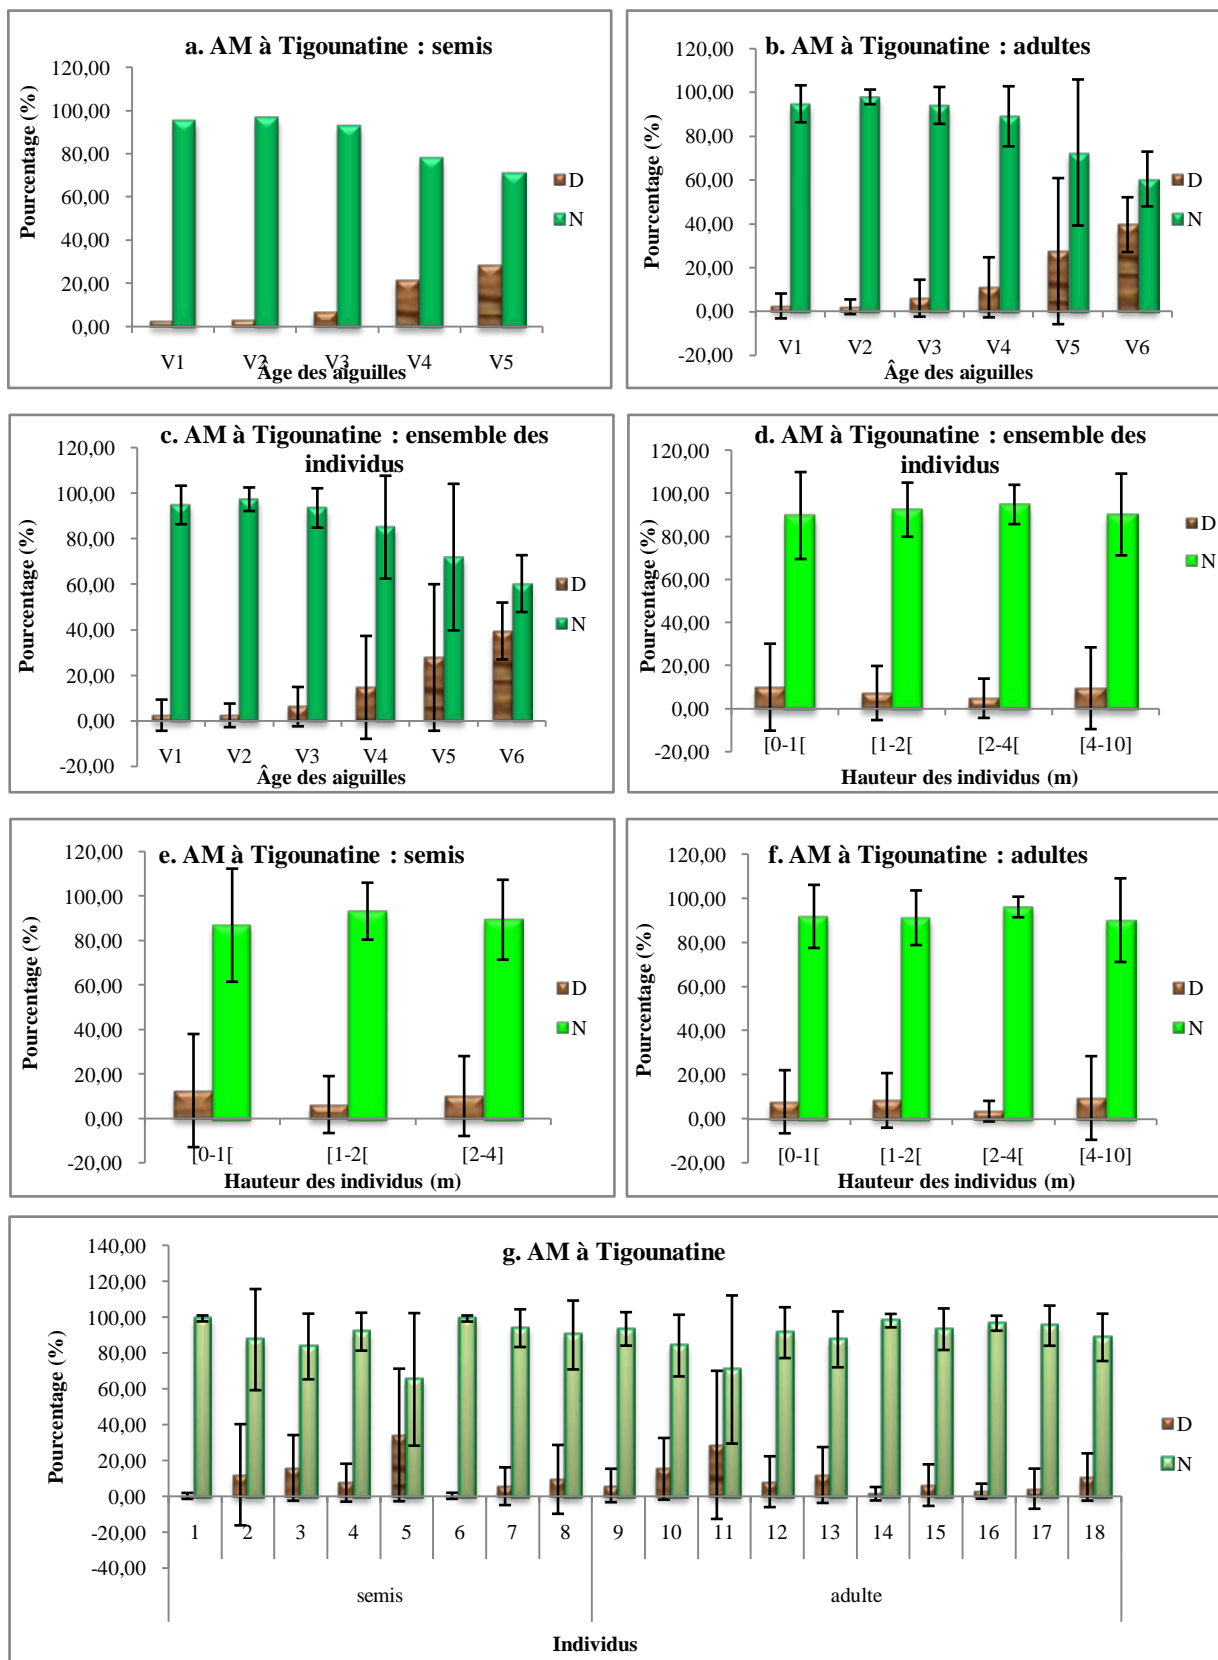 a. AM à Tigounatine : semis
Pourcentage (%)
120,00
100,00
80,00
60,00
40,00
20,00
0,00
V1 V2 V3 V4 V5
Âge des aiguilles
D
N
b. AM à Tigounatine : adultes
Pourcentage (%)
120,00
100,00
80,00
60,00
40,00
20,00
0,00
-20,00
V1 V2 V3 V4 V5 V6
Âge des aiguilles
D
N
c. AM à Tigounatine : ensemble des
individus
Pourcentage (%)
120,00
100,00
80,00
60,00
40,00
20,00
0,00
-20,00
V1 V2 V3 V4 V5 V6
Âge des aiguilles
D
N
d. AM à Tigounatine : ensemble des
individus
Pourcentage (%)
120,00
100,00
80,00
60,00
40,00
20,00
0,00
-20,00
[0-1[ [1-2[ [2-4[ [4-10]
Hauteur des individus (m)
D
N
e. AM à Tigounatine : semis
Pourcentage (%)
120,00
100,00
80,00
60,00
40,00
20,00
0,00
-20,00
[0-1[ [1-2[ [2-4]
Hauteur des individus (m)
D
N
f. AM à Tigounatine : adultes
Pourcentage (%)
120,00
100,00
80,00
60,00
40,00
20,00
0,00
-20,00
[0-1[ [1-2[ [2-4[ [4-10]
Hauteur des individus (m)
D
N
g. AM à Tigounatine
Pourcentage (%)
140,00
120,00
100,00
80,00
60,00
40,00
20,00
0,00
-20,00
-40,00
1 2 3 4 5 6 7 8 9 10 11 12 13 14 15 16 17 18
semis adulte
Individus
D
N